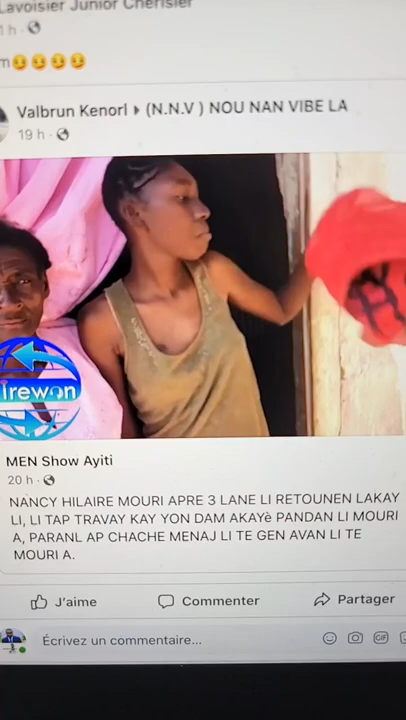 Lavoisier Junior Cherisier
1 h ·
m😏😏😏😏
Valbrun Kenorl ▸ (N.N.V ) NOU NAN VIBE LA
19 h ·
irewon
MEN Show Ayiti
20 h ·
NANCY HILAIRE MOURI APRE 3 LANE LI RETOUNEN LAKAY
LI, LI TAP TRAVAY KAY YON DAM AKAYè PANDAN LI MOURI
A, PARANL AP CHACHE MENAJ LI TE GEN AVAN LI TE
MOURI A.
J'aime Commenter Partager
Écrivez un commentaire...
GIF